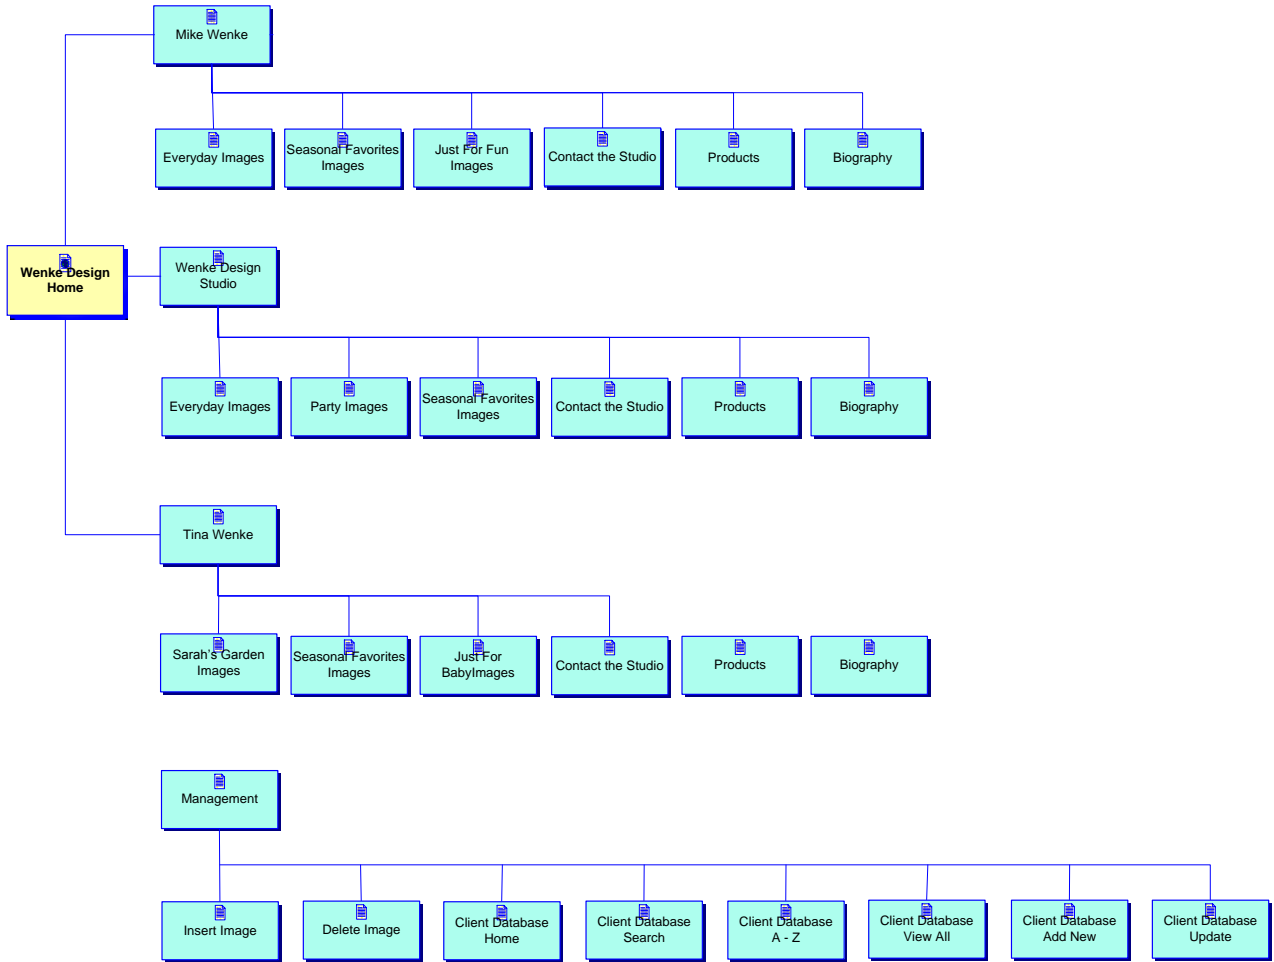 Mike Wenke
Everyday Images
Seasonal Favorites
Images
Just For Fun
Images
Contact the Studio
Products
Biography
Wenke Design
Home
Wenke Design
Studio
Everyday Images
Party Images
Seasonal Favorites
Images
Contact the Studio
Products
Biography
Tina Wenke
Sarah's Garden
Images
Seasonal Favorites
Images
Just For
BabyImages
Contact the Studio
Products
Biography
Management
Insert Image
Delete Image
Client Database
Home
Client Database
Search
Client Database
A - Z
Client Database
View All
Client Database
Add New
Client Database
Update